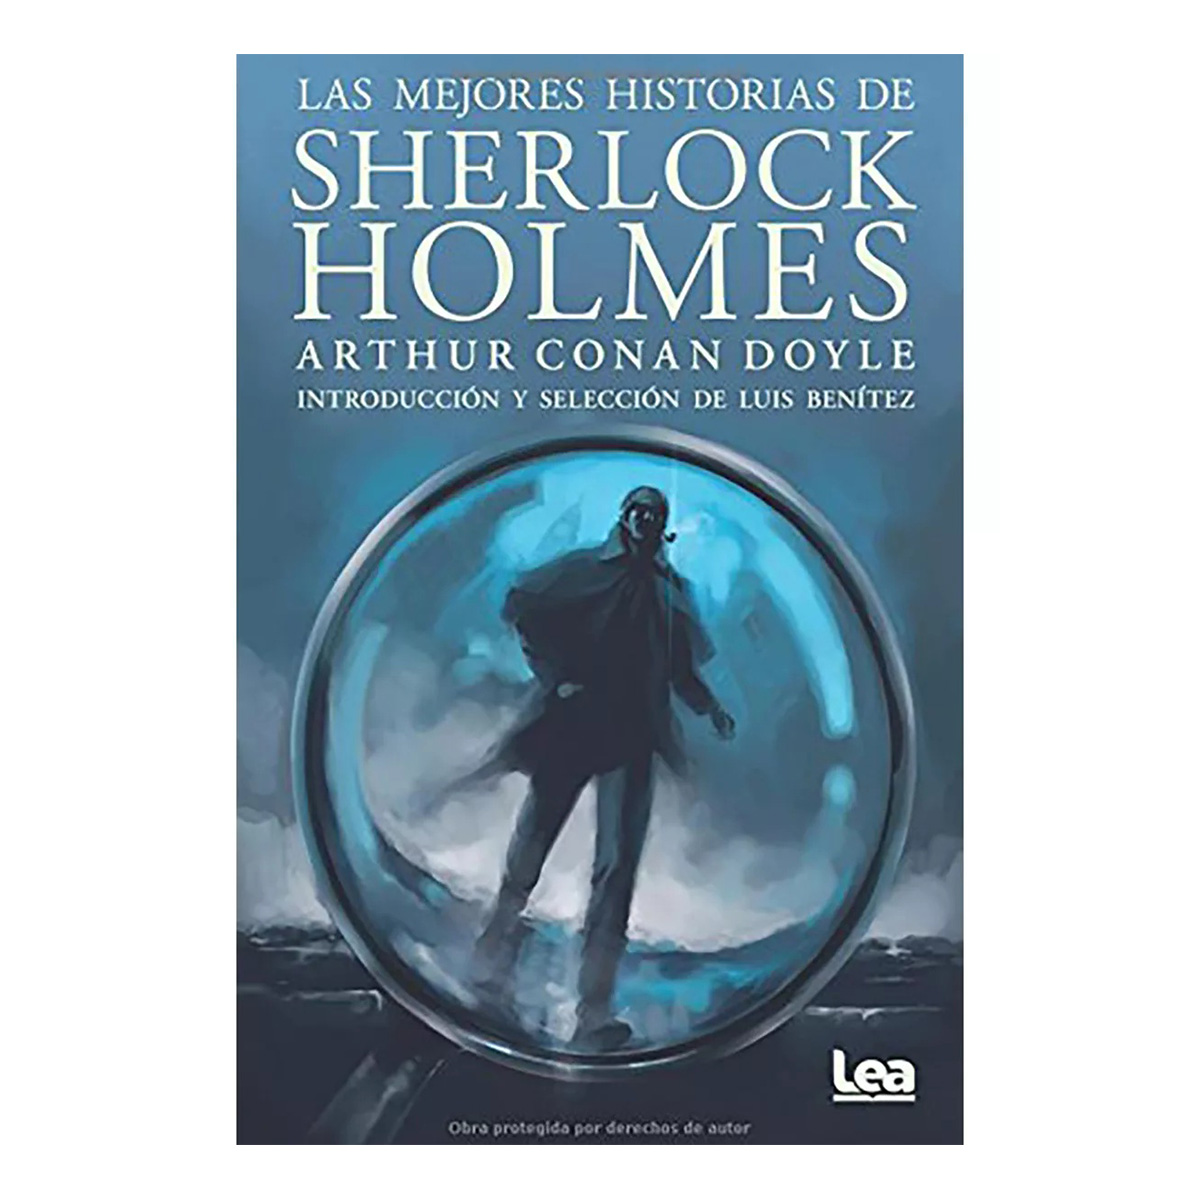 LAS MEJORES HISTORIAS DE
SHERLOCK
HOLMES
ARTHUR CONAN DOYLE
INTRODUCCIÓN Y SELECCIÓN DE LUIS BENÍTEZ
Lea
Obra protegida por derechos de autor